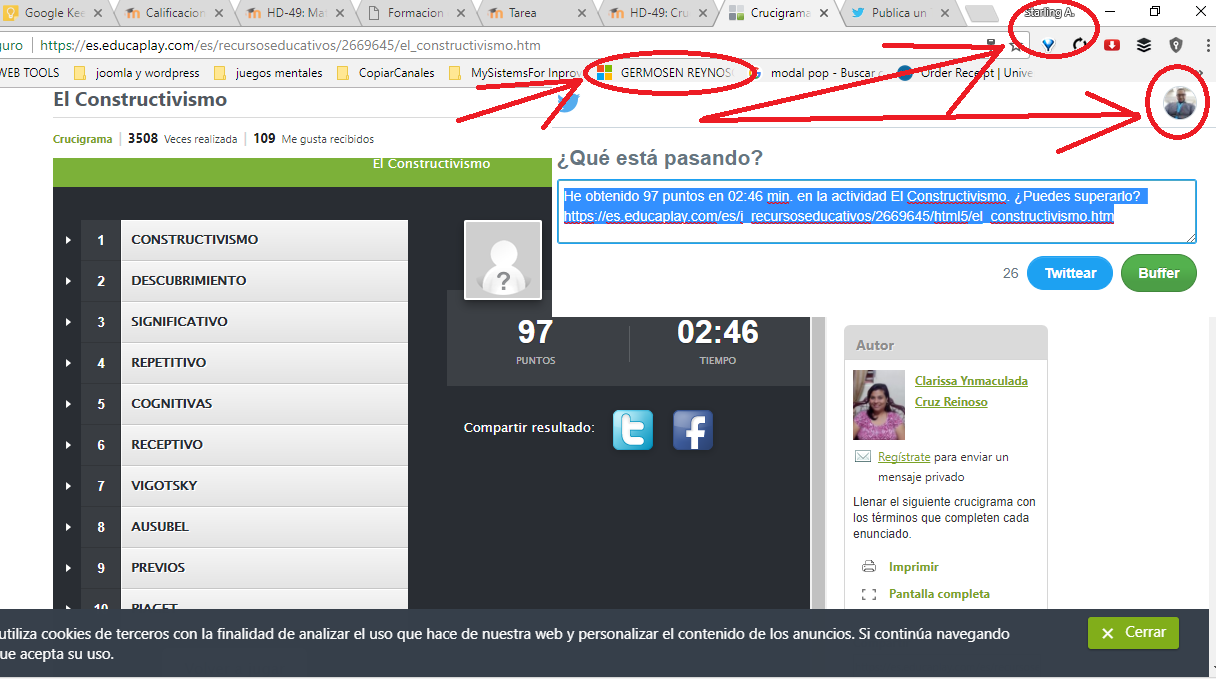 Google Kee
Calificacion
HD-49: Mat
Formacion
Tarea
HD-49: Cru
Crucigrama
Publica un
Starling A.
guro
https://es.educaplay.com/es/recursoseducativos/2669645/el_constructivismo.htm
WEB TOOLS
joomla y wordpress
juegos mentales
CopiarCanales
MySistemsFor Inprov
GERMOSEN REYNOS
modal pop - Buscar c
Order Receipt | Unive
El Constructivismo
Crucigrama
3508 Veces realizada
109 Me gusta recibidos
El Constructivismo
¿Qué está pasando?
He obtenido 97 puntos en 02:46 min. en la actividad El Constructivismo. ¿Puedes superarlo?
https://es.educaplay.com/es/i_recursoseducativos/2669645/html5/el_constructivismo.htm
26
Twittear
Buffer
1 CONSTRUCTIVISMO
2 DESCUBRIMIENTO
3 SIGNIFICATIVO
4 REPETITIVO
5 COGNITIVAS
6 RECEPTIVO
7 VIGOTSKY
8 AUSUBEL
9 PREVIOS
10 PIAGET
97
PUNTOS
02:46
TIEMPO
Compartir resultado:
Autor
Clarissa Ynmaculada
Cruz Reinoso
Regístrate para enviar un
mensaje privado
Llenar el siguiente crucigrama con
los términos que completen cada
enunciado.
Imprimir
Pantalla completa
utiliza cookies de terceros con la finalidad de analizar el uso que hace de nuestra web y personalizar el contenido de los anuncios. Si continúa navegando
ue acepta su uso.
Cerrar